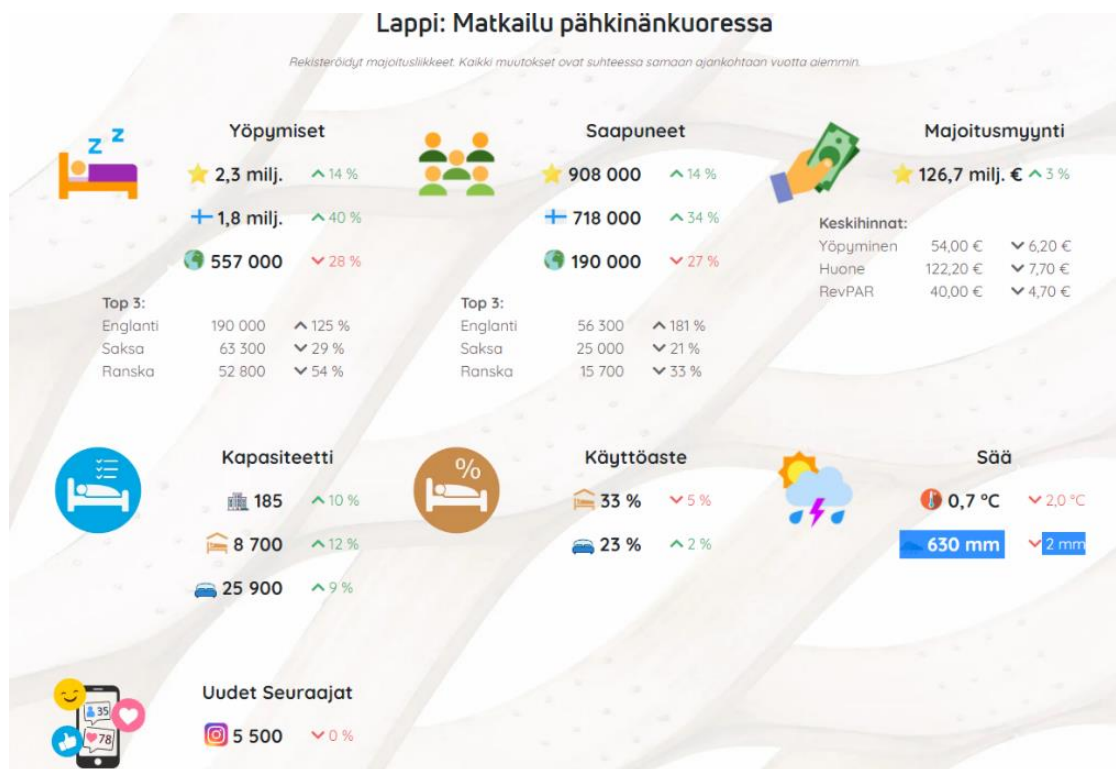 Lappi: Matkailu pähkinänkuoressa
Rekisteröidyt majoitusliikkeet. Kaikki muutokset ovat suhteessa samaan ajankohtaan vuotta aiemmin.
Yöpymiset
2,3 milj. 14 %
1,8 milj. 40 %
557 000 28 %
Top 3:
Englanti 190 000 125 %
Saksa 63 300 29 %
Ranska 52 800 54 %
Saapuneet
908 000 14 %
718 000 34 %
190 000 27 %
Top 3:
Englanti 56 300 181 %
Saksa 25 000 21 %
Ranska 15 700 33 %
Majoitusmyynti
126,7 milj. € 3 %
Keskihinnat:
Yöpyminen 54,00 € 6,20 €
Huone 122,20 € 7,70 €
RevPAR 40,00 € 4,70 €
Kapasiteetti
185 10 %
8 700 12 %
25 900 9 %
%
Käyttöaste
33 % 5 %
23 % 2 %
Sää
0,7 °C 2,0 °C
630 mm 2 mm
35
78
Uudet Seuraajat
5 500 0 %
z z